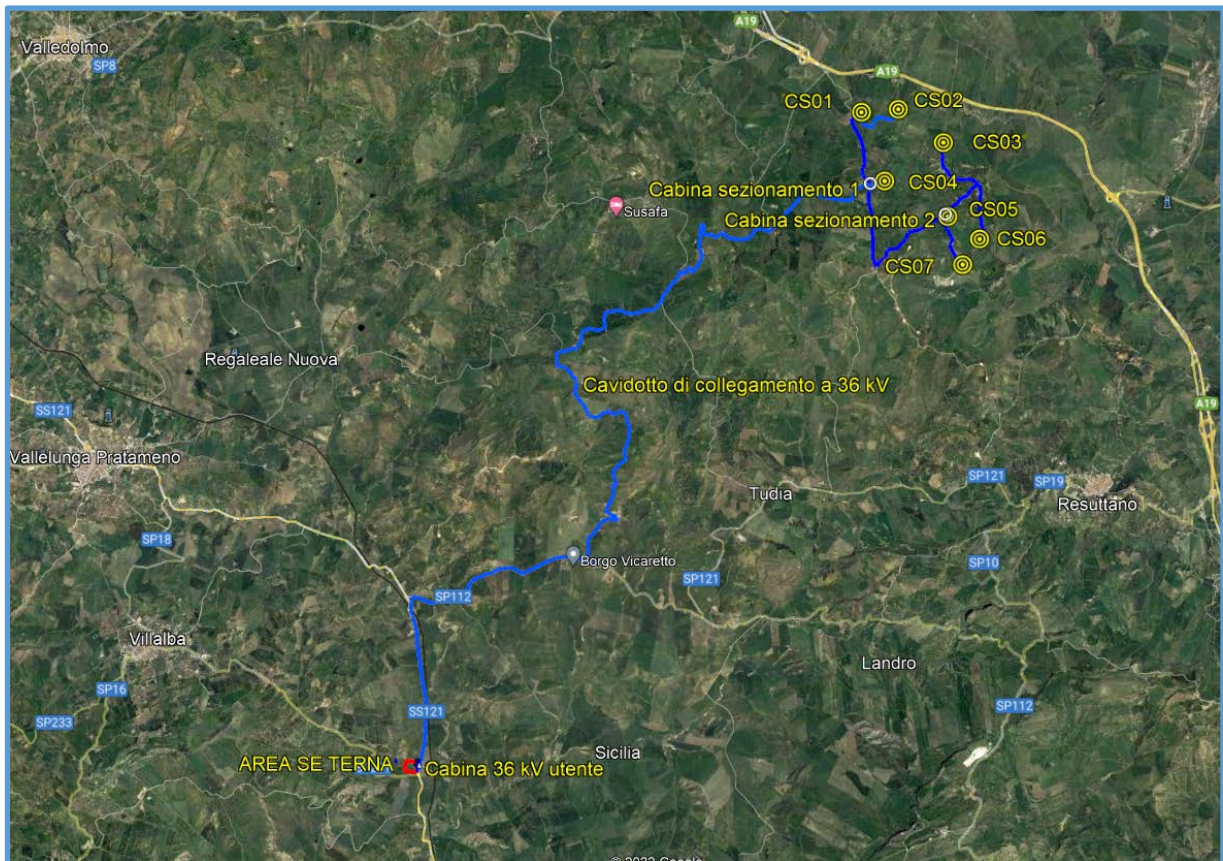 A19
Valledolmo
SP8
A19
CS01
CS02
CS03
Cabina sezionamento 1
CS04
Susafa
Cabina sezionamento 2
CS05
CS06
CS07
Regaleale Nuova
Cavidotto di collegamento a 36 kV
SS121
A19
Vallelunga Pratameno
SP121
SP19
Tudia
Resuttano
SP18
Borgo Vicaretto
SP10
SP121
SP112
Villalba
Landro
SP16
SP112
SS121
SP233
Sicilia
AREA SE TERNA
Cabina 36 kV utente